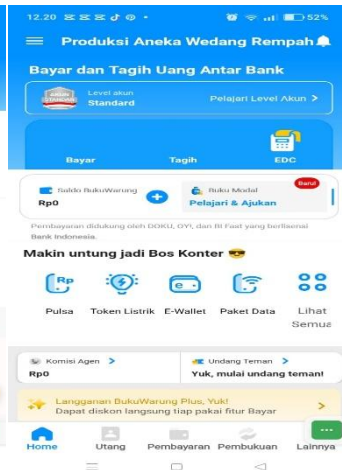 12.20
52%
Produksi Aneka Wedang Rempah
Bayar dan Tagih Uang Antar Bank
Level akun
Standard
Pelajari Level Akun >
Bayar Tagih EDC
Saldo BukuWarung
Rp0
Buku Modal
Pelajari & Ajukan
Baru!
Pembayaran didukung oleh DOKU, OY!, dan BI Fast yang berlisensi
Bank Indonesia.
Makin untung jadi Bos Konter 😎
Rp
e
Pulsa Token Listrik E-Wallet Paket Data Lihat
Semua
Komisi Agen >
Rp0
Undang Teman >
Yuk, mulai undang teman!
Langganan BukuWarung Plus, Yuk!
Dapat diskon langsung tiap pakai fitur Bayar
Home Utang Pembayaran Pembukuan Lainnya